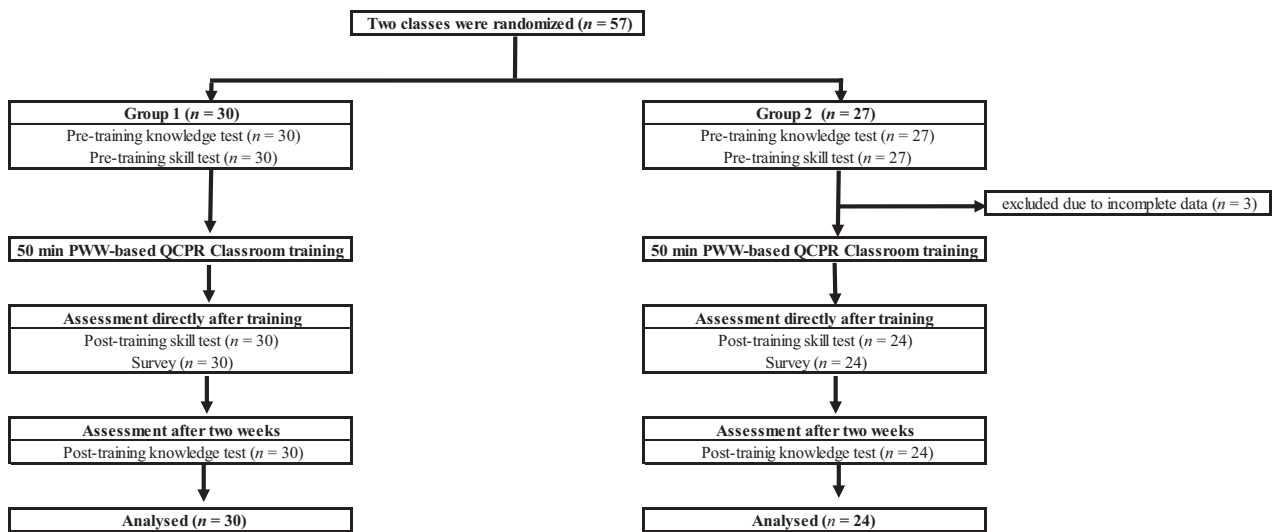 Two classes were randomized (n = 57)
Group 1 (n = 30)
Pre-training knowledge test (n = 30)
Pre-training skill test (n = 30)
Group 2 (n = 27)
Pre-training knowledge test (n = 27)
Pre-training skill test (n = 27)
excluded due to incomplete data (n = 3)
50 min PWW-based QCPR Classroom training
50 min PWW-based QCPR Classroom training
Assessment directly after training
Post-training skill test (n = 30)
Survey (n = 30)
Assessment directly after training
Post-training skill test (n = 24)
Survey (n = 24)
Assessment after two weeks
Post-training knowledge test (n = 30)
Assessment after two weeks
Post-trainig knowledge test (n = 24)
Analysed (n = 30)
Analysed (n = 24)